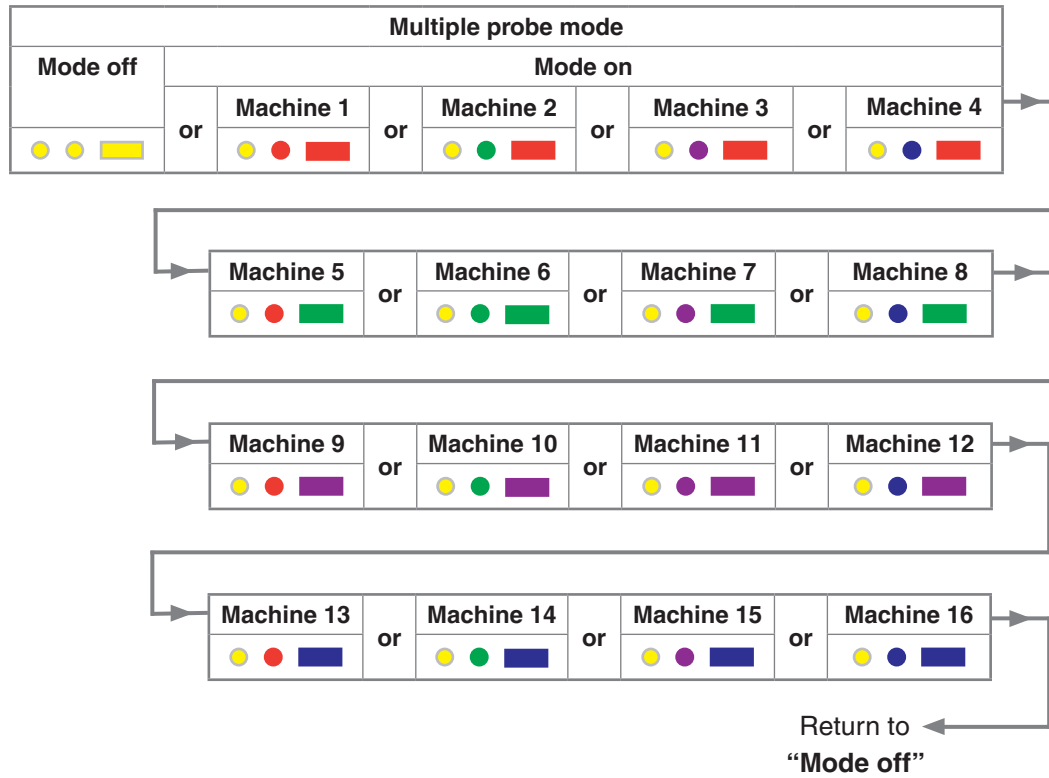 Multiple probe mode
Mode off
Mode on
or
Machine 1
or
Machine 2
or
Machine 3
or
Machine 4
Machine 5
or
Machine 6
or
Machine 7
or
Machine 8
Machine 9
or
Machine 10
or
Machine 11
or
Machine 12
Machine 13
or
Machine 14
or
Machine 15
or
Machine 16
Return to
“Mode off”